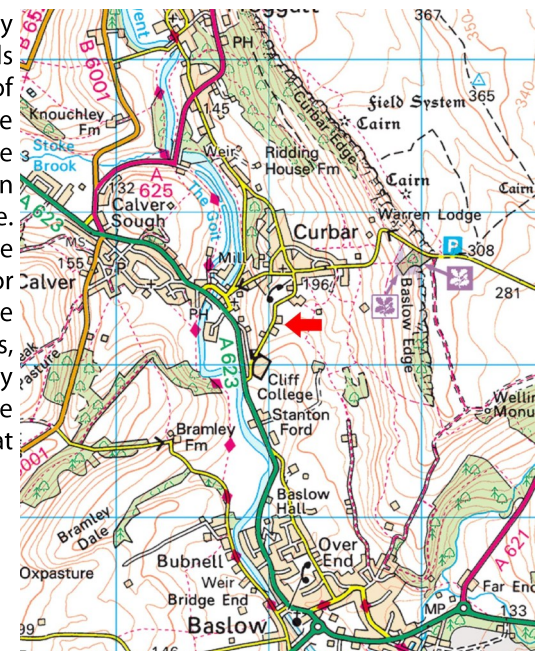 367
B 6001
PH
145
Field System
365
340
Cairn
Knouchley
Fm
Curbar Edge
Stoke
Brook
Weir
Ridding
House Fm
A
625
132
Calver
Sough
The Goit
Cairn
Cairn
Warren Lodge
A 623
MS
155
Curbar
P
308
Mill
196
281
Calver
PH
Baslow Edge
A 623
Cliff
College
Stanton
Ford
Bramley
Fm
Baslow
Hall
Bramley
Dale
Over
End
Bubnell
A 621
Oxpasture
Weir
Bridge End
MP
133
Baslow